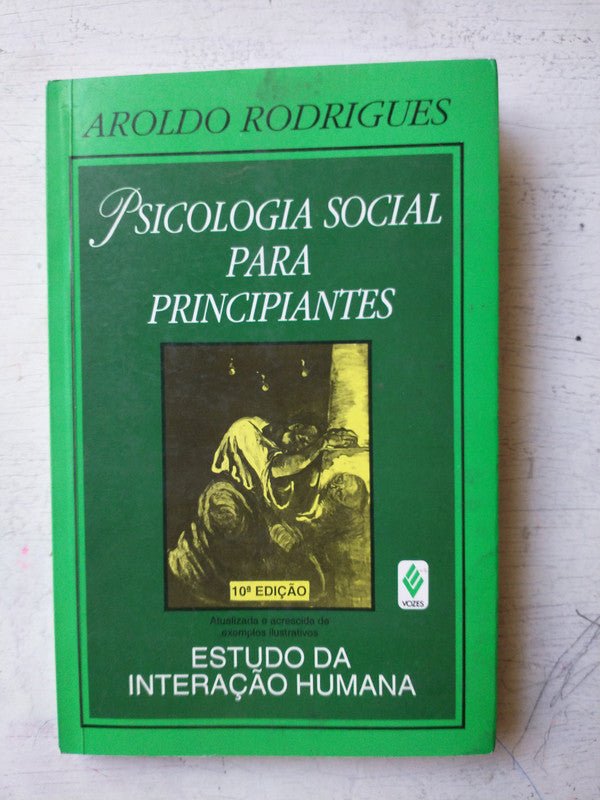 AROLDO RODRIGUES
PSICOLOGIA SOCIAL
PARA
PRINCIPIANTES
10ª EDIÇÃO
VOZES
Atualizada e acrescida de
exemplos ilustrativos
ESTUDO DA
INTERAÇÃO HUMANA